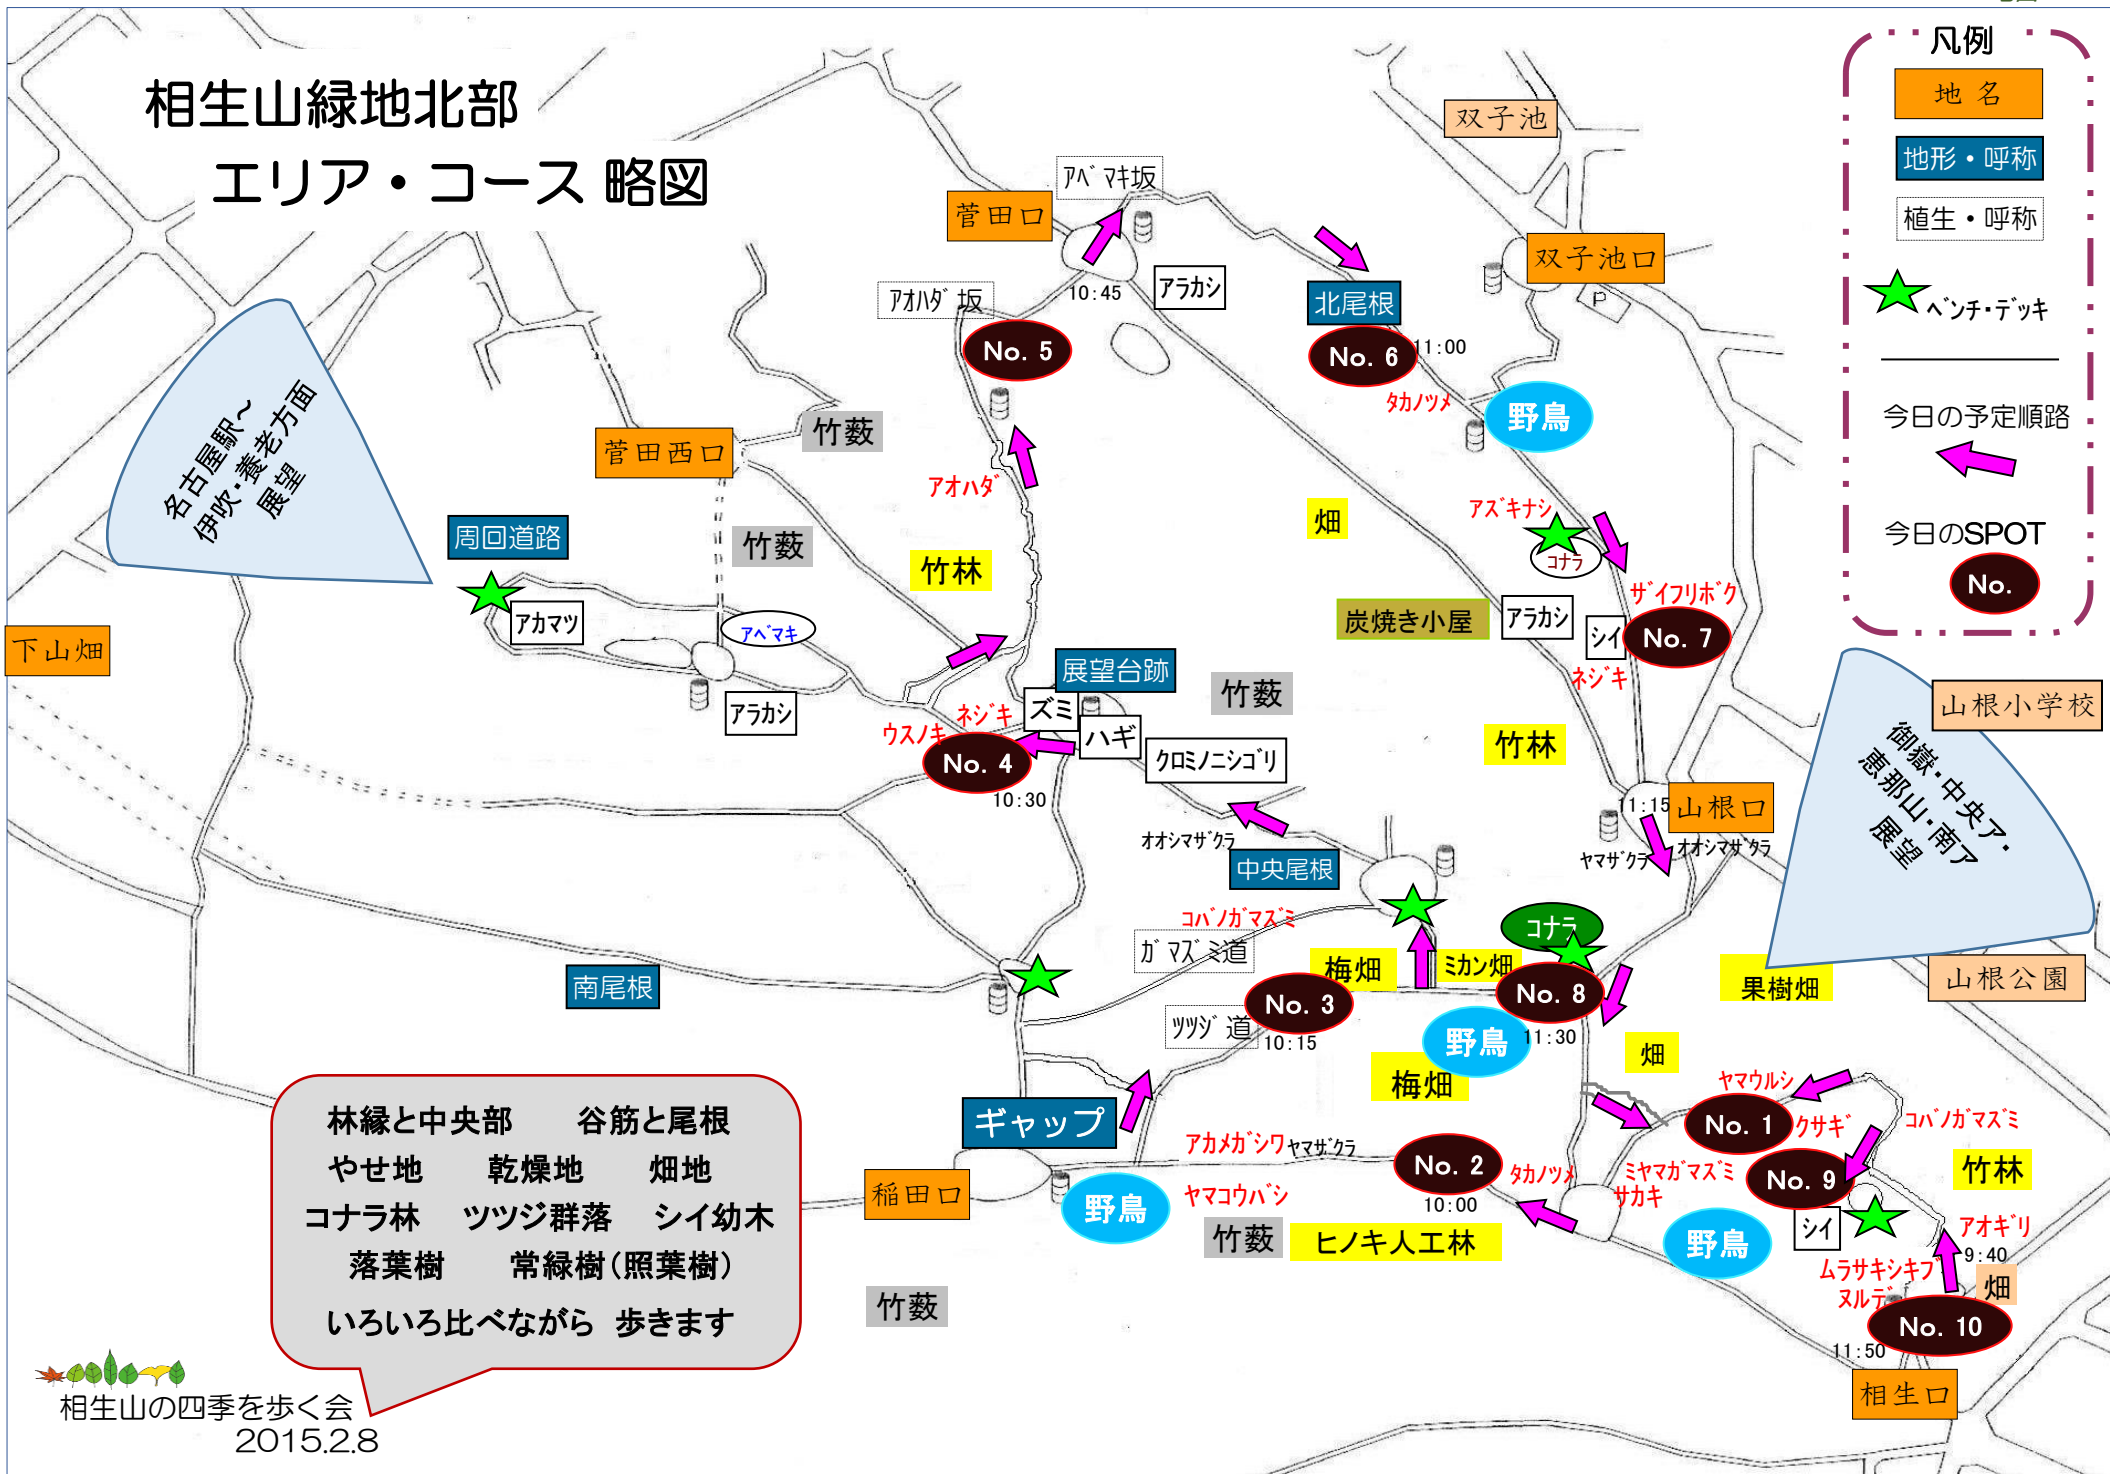 相生山緑地北部
エリア・コース 略図
凡例
地 名
地形・呼称
植生・呼称
ベンチ・デッキ
今日の予定順路
今日のSPOT
No.
双子池
アベマキ坂
菅田口
双子池口
P
アオハダ坂
10:45
アラカシ
北尾根
No. 5
No. 6
11:00
タカノツメ
野鳥
名古屋駅~
伊吹・養老方面
展望
竹薮
菅田西口
アオハダ
周回道路
竹薮
竹林
畑
アズキナシ
コナラ
ザイフリボク
アカマツ
アベマキ
炭焼き小屋
アラカシ
シイ
No. 7
ネジキ
下山畑
展望台跡
竹薮
アラカシ
ウスノキ
ネジキ
ズミ
ハギ
No. 4
10:30
クロミノニシゴリ
竹林
山根小学校
御嶽・中央ア・
恵那山・南ア
展望
11:15
山根口
オオシマザクラ
中央尾根
ヤマザクラ
オオシマザクラ
コバノガマズミ
ガマズミ道
コナラ
南尾根
梅畑
ミカン畑
No. 3
No. 8
果樹畑
山根公園
ツツジ道
10:15
野鳥
11:30
畑
梅畑
ヤマウルシ
ギャップ
No. 1
クサギ
コバノガマズミ
アカメガシワ
ヤマザクラ
No. 2
タカノツメ
ミヤマガマズミ
サカキ
No. 9
竹林
稲田口
野鳥
ヤマコウバシ
10:00
竹薮
ヒノキ人工林
野鳥
シイ
アオギリ
9:40
ムラサキシキブ
ヌルデ
畑
竹薮
No. 10
11:50
相生口
林縁と中央部 谷筋と尾根
やせ地 乾燥地 畑地
コナラ林 ツツジ群落 シイ幼木
落葉樹 常緑樹(照葉樹)
いろいろ比べながら 歩きます
相生山の四季を歩く会
2015.2.8